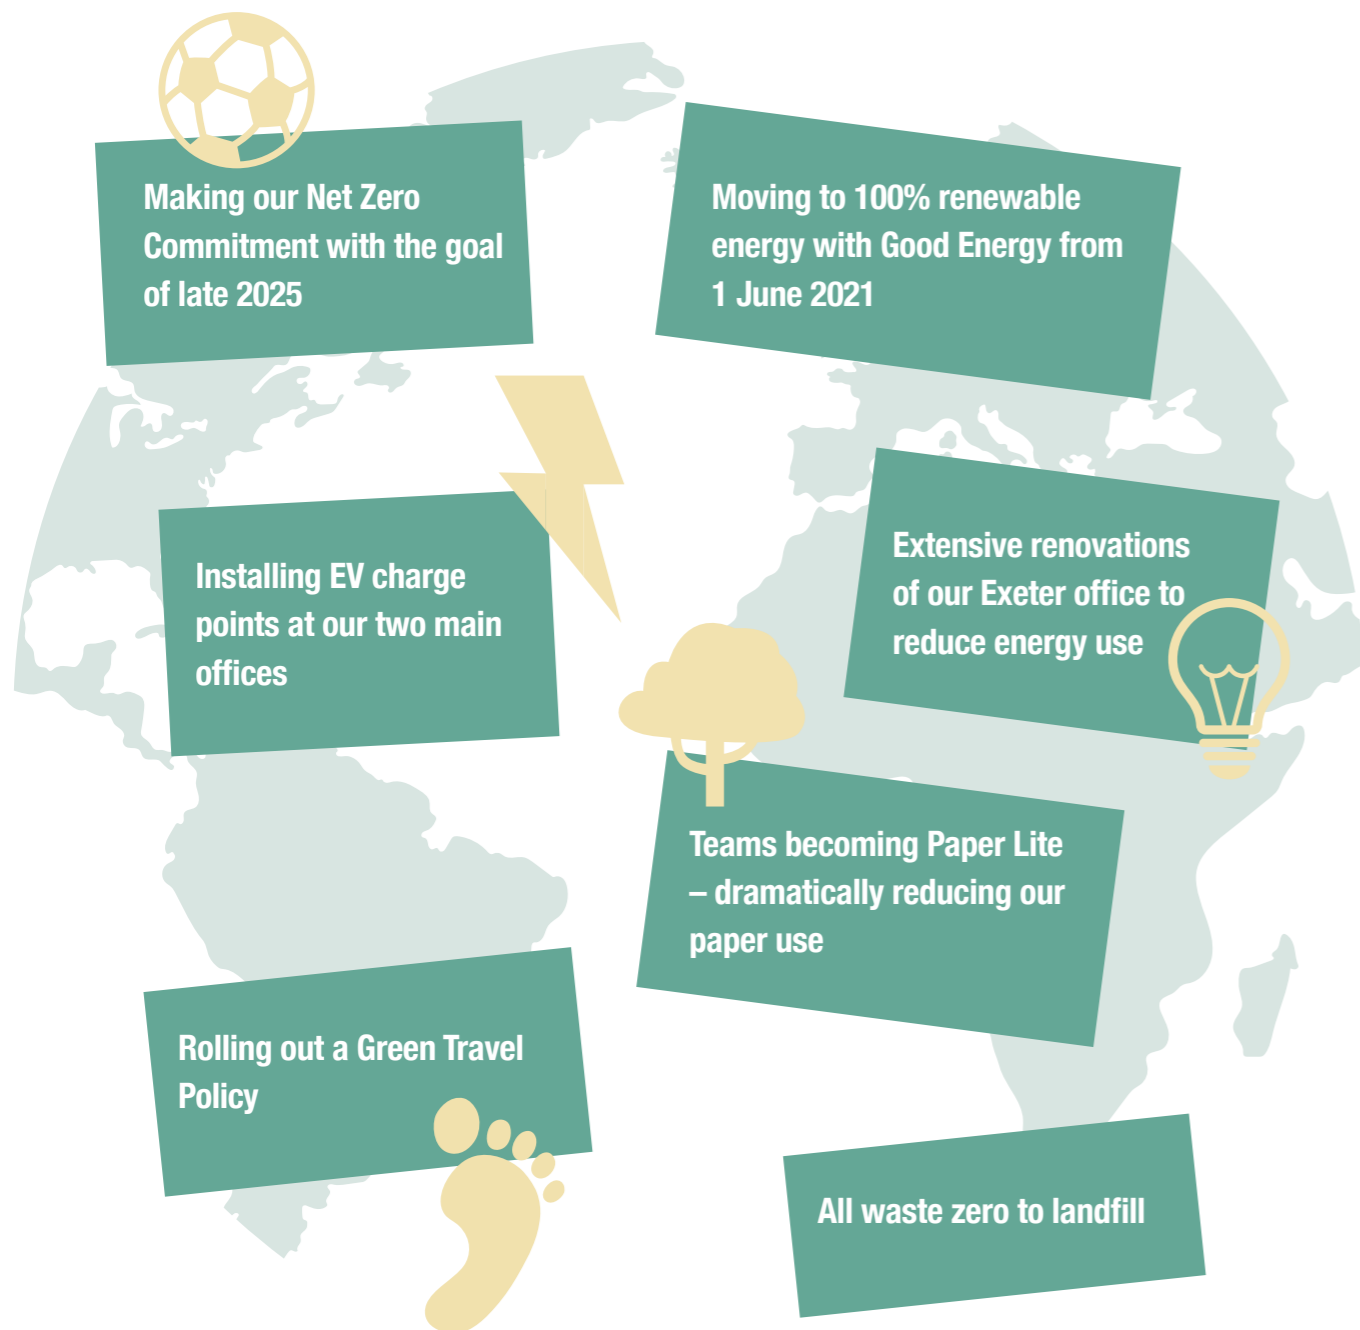 Making our Net Zero
Commitment with the goal
of late 2025
Moving to 100% renewable
energy with Good Energy from
1 June 2021
Installing EV charge
points at our two main
offices
Extensive renovations
of our Exeter office to
reduce energy use
Teams becoming Paper Lite
– dramatically reducing our
paper use
Rolling out a Green Travel
Policy
All waste zero to landfill